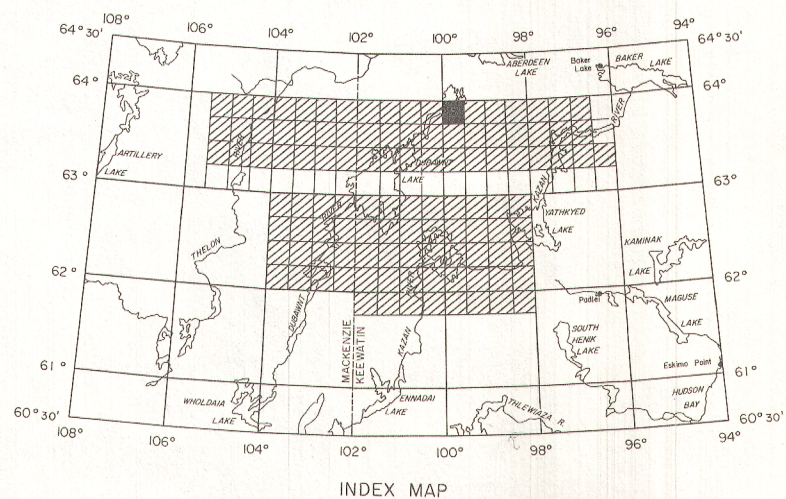 108°
106°
104°
102°
100°
98°
96°
94°
64° 30'
64° 30'
ABERDEEN
LAKE
Baker
Lake
BAKER
LAKE
64°
64°
RIVER
RIVER
ARTILLERY
LAKE
DUBAWNT
LAKE
63°
63°
KAZAN
RIVER
YATHKYED
LAKE
THELON
KAMINAK
LAKE
62°
62°
RIVER
Padlei
MAGUSE
LAKE
DUBAWNT
MACKENZIE
KEEWATIN
KAZAN
SOUTH
HENIK
LAKE
Eskimo Point
61°
61°
WHOLDAIA
LAKE
ENNADAI
LAKE
THLEWIAZA R.
HUDSON
BAY
60° 30'
60° 30'
108°
106°
104°
102°
100°
98°
96°
94°
INDEX MAP